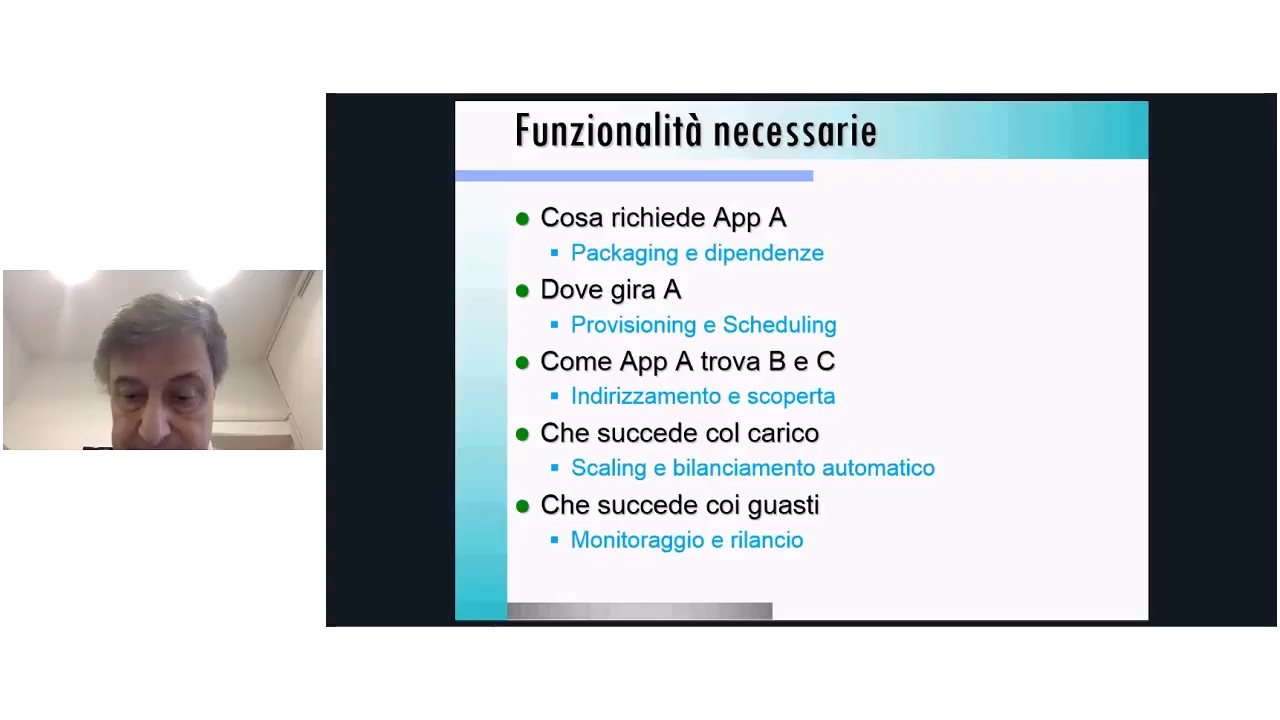 Funzionalità necessarie
Cosa richiede App A
Packaging e dipendenze
Dove gira A
Provisioning e Scheduling
Come App A trova B e C
Indirizzamento e scoperta
Che succede col carico
Scaling e bilanciamento automatico
Che succede coi guasti
Monitoraggio e rilancio